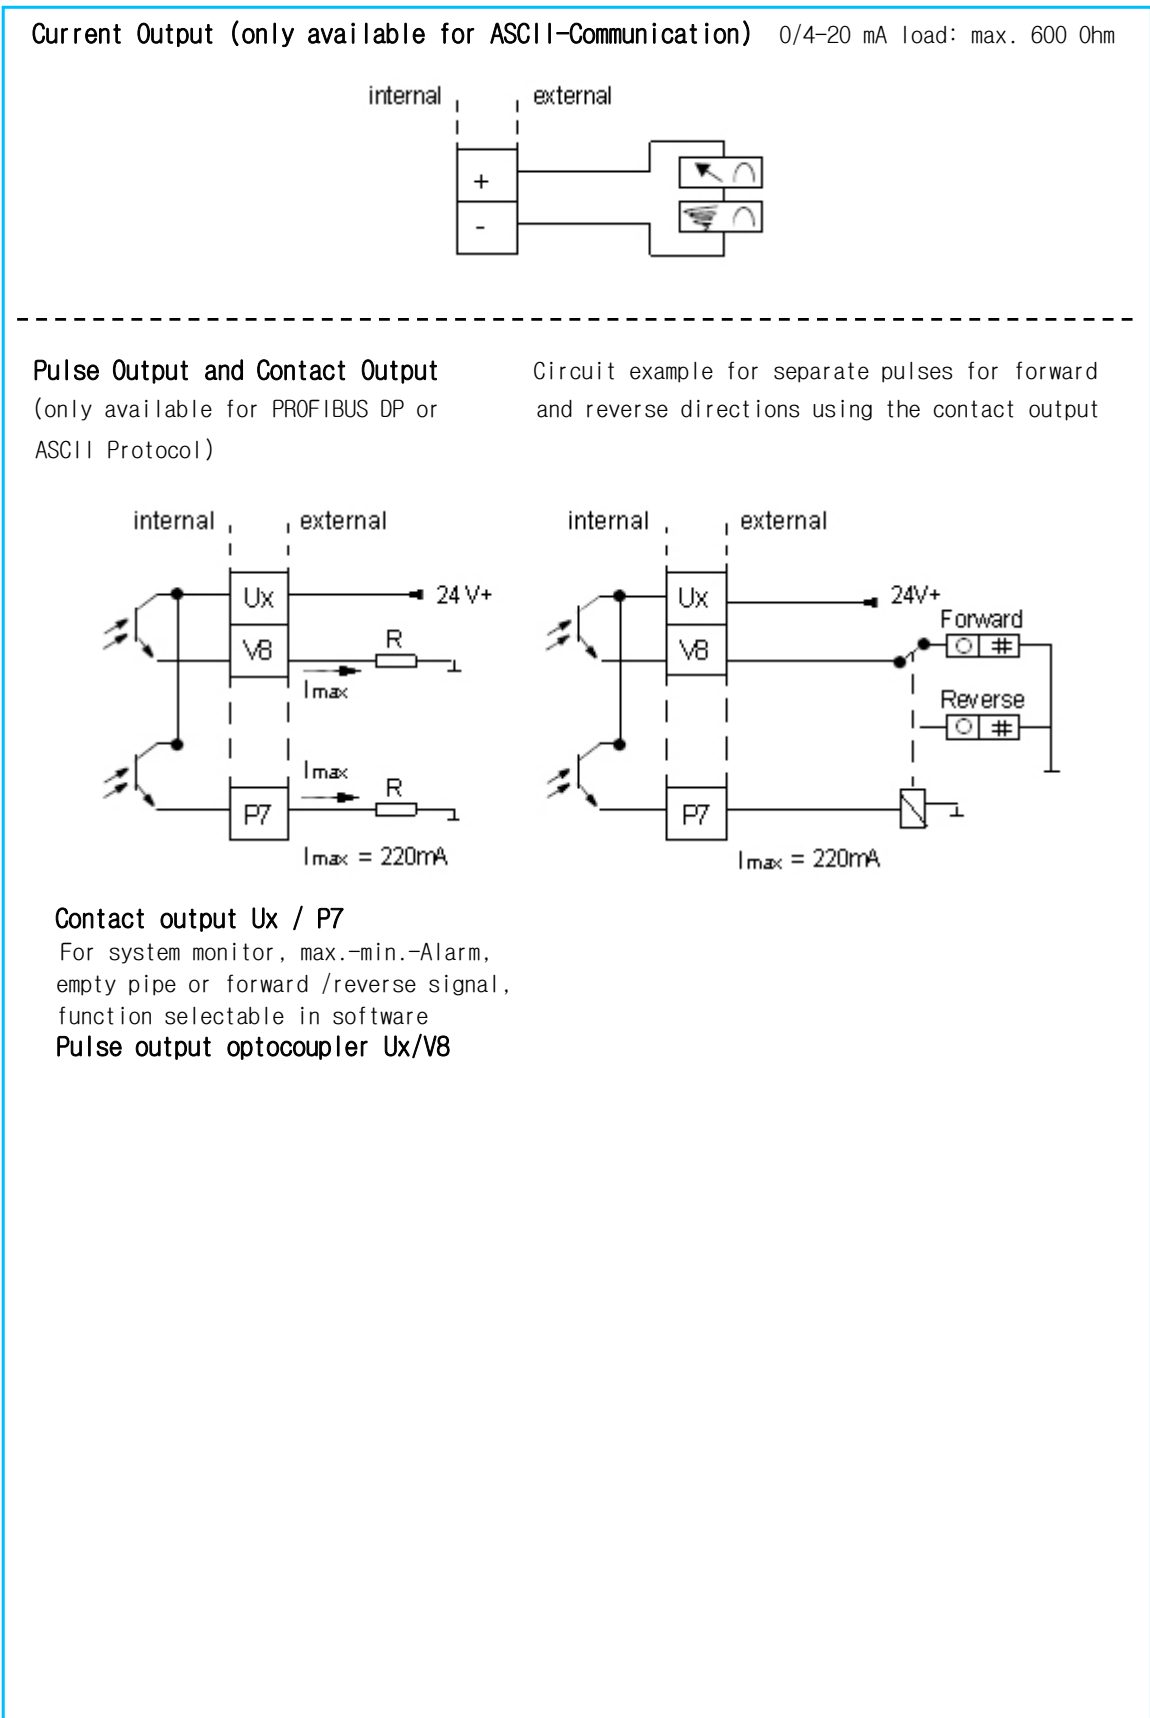 Current Output (only available for ASCII-Communication) 0/4-20 mA load: max. 600 Ohm
internal external
+
-
Pulse Output and Contact Output
(only available for PROFIBUS DP or
ASCII Protocol)
Circuit example for separate pulses for forward
and reverse directions using the contact output
internal external
Ux 24V+
V8 R
Imax
Imax
P7 R
Imax = 220mA
internal external
Ux 24V+
Forward
V8 #
Reverse
#
P7
Imax = 220mA
Contact output Ux / P7
For system monitor, max.-min.-Alarm,
empty pipe or forward /reverse signal,
function selectable in software
Pulse output optocoupler Ux/V8